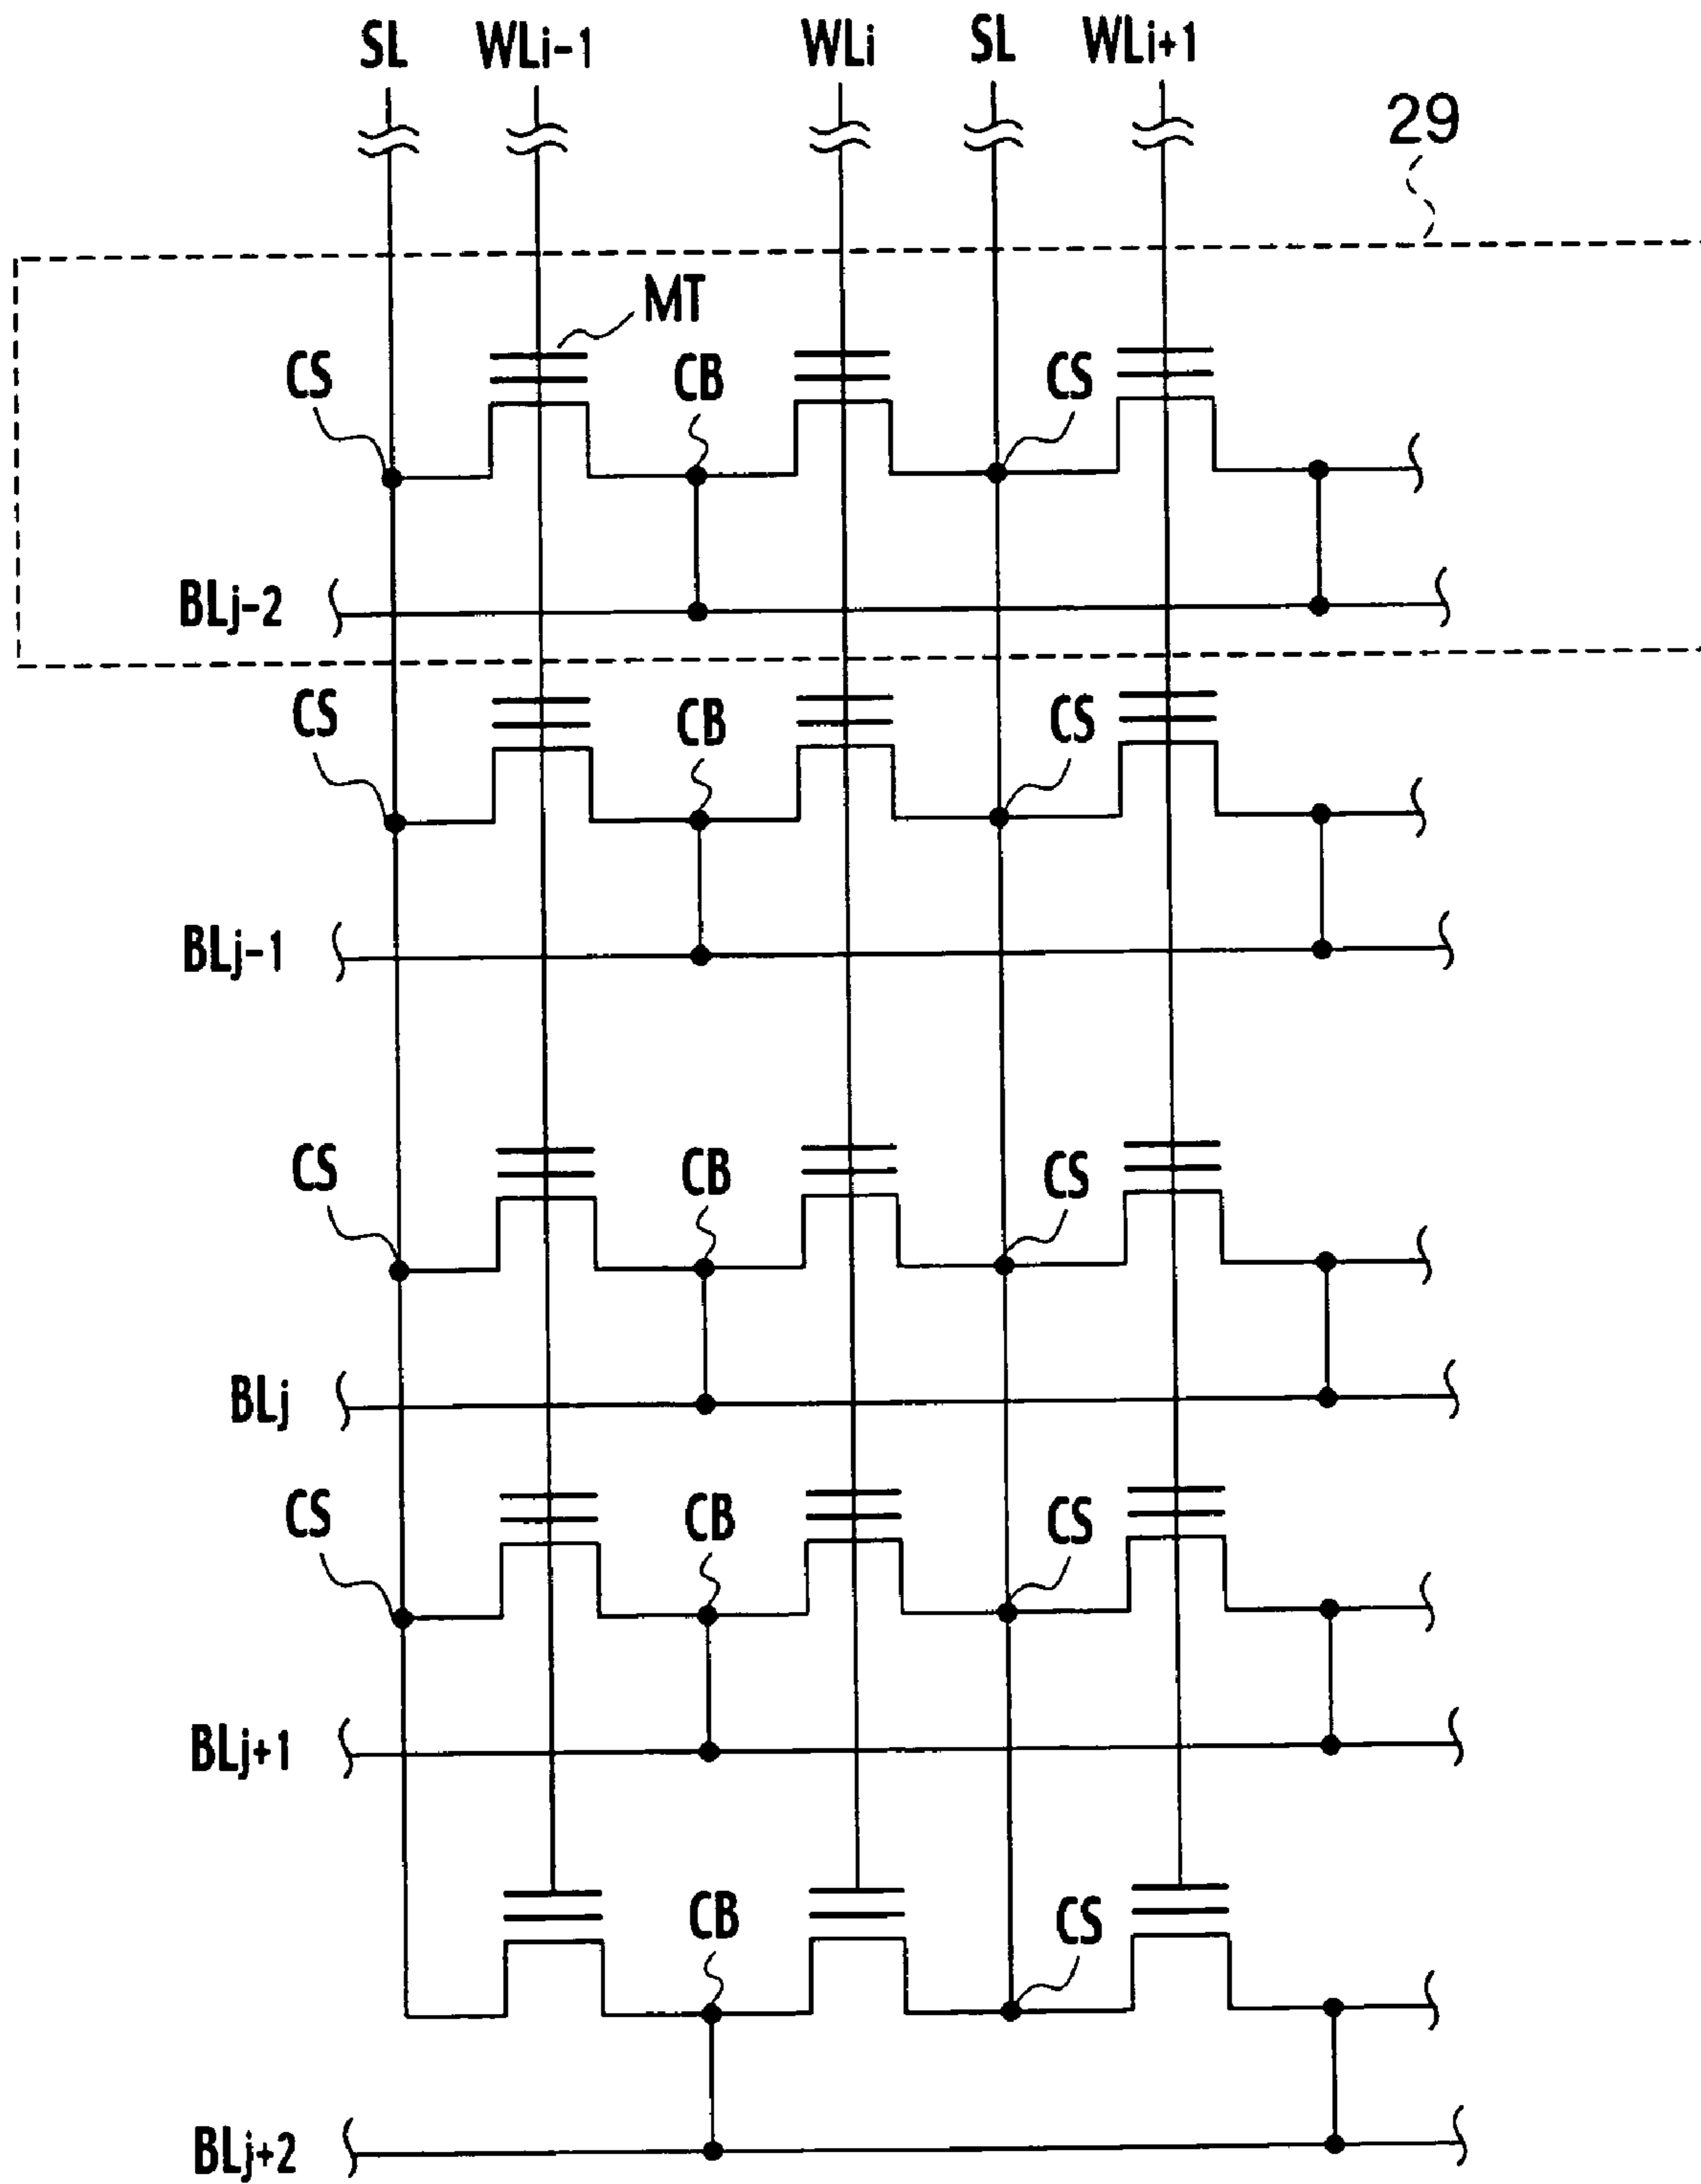 SL WLi-1 WLi SL WLi+1
29
MT
CS CB CS
BLj-2
CS CB CS
BLj-1
CS CB CS
BLj
CS CB CS
BLj+1
CB CS
BLj+2